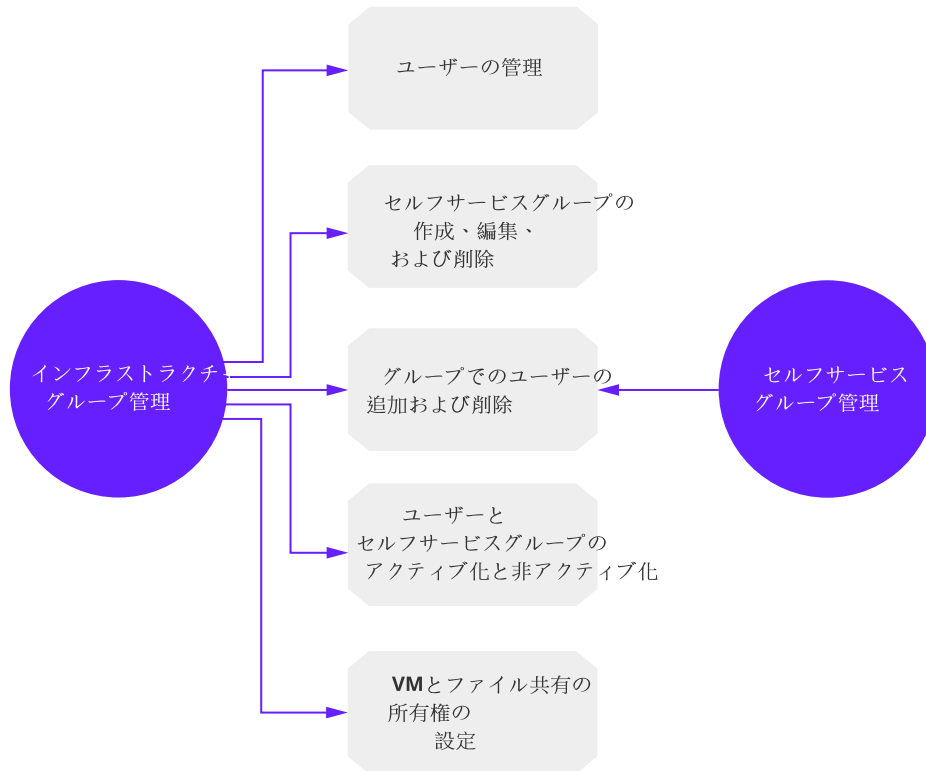 ユーザーの管理
セルフサービスグループの
作成、編集、
および削除
インフラストラクチー
グループ管理
グループでのユーザーの
追加および削除
セルフサービス
グループ管理
ユーザーと
セルフサービスグループの
アクティブ化と非アクティブ化
VMとファイル共有の
所有権の
設定